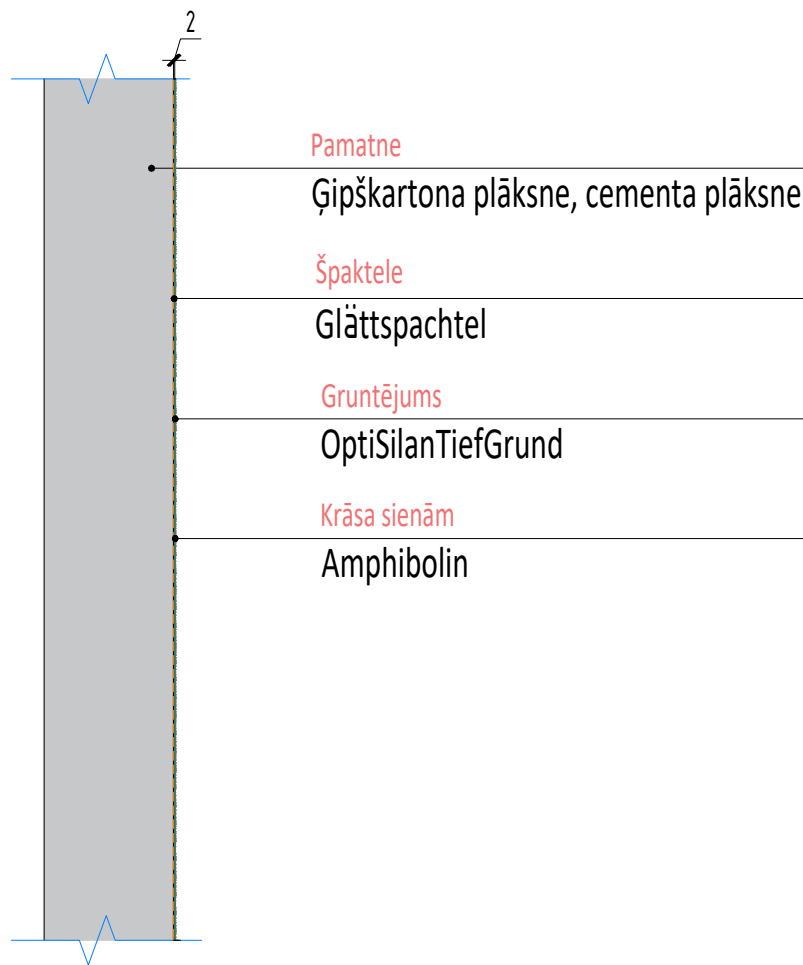 2
Pamatne
Ģipškartona plāksne, cementa plāksne
Špaktele
Glättspachtel
Gruntējums
OptiSilanTiefGrund
Krāsa sienām
Amphibolin